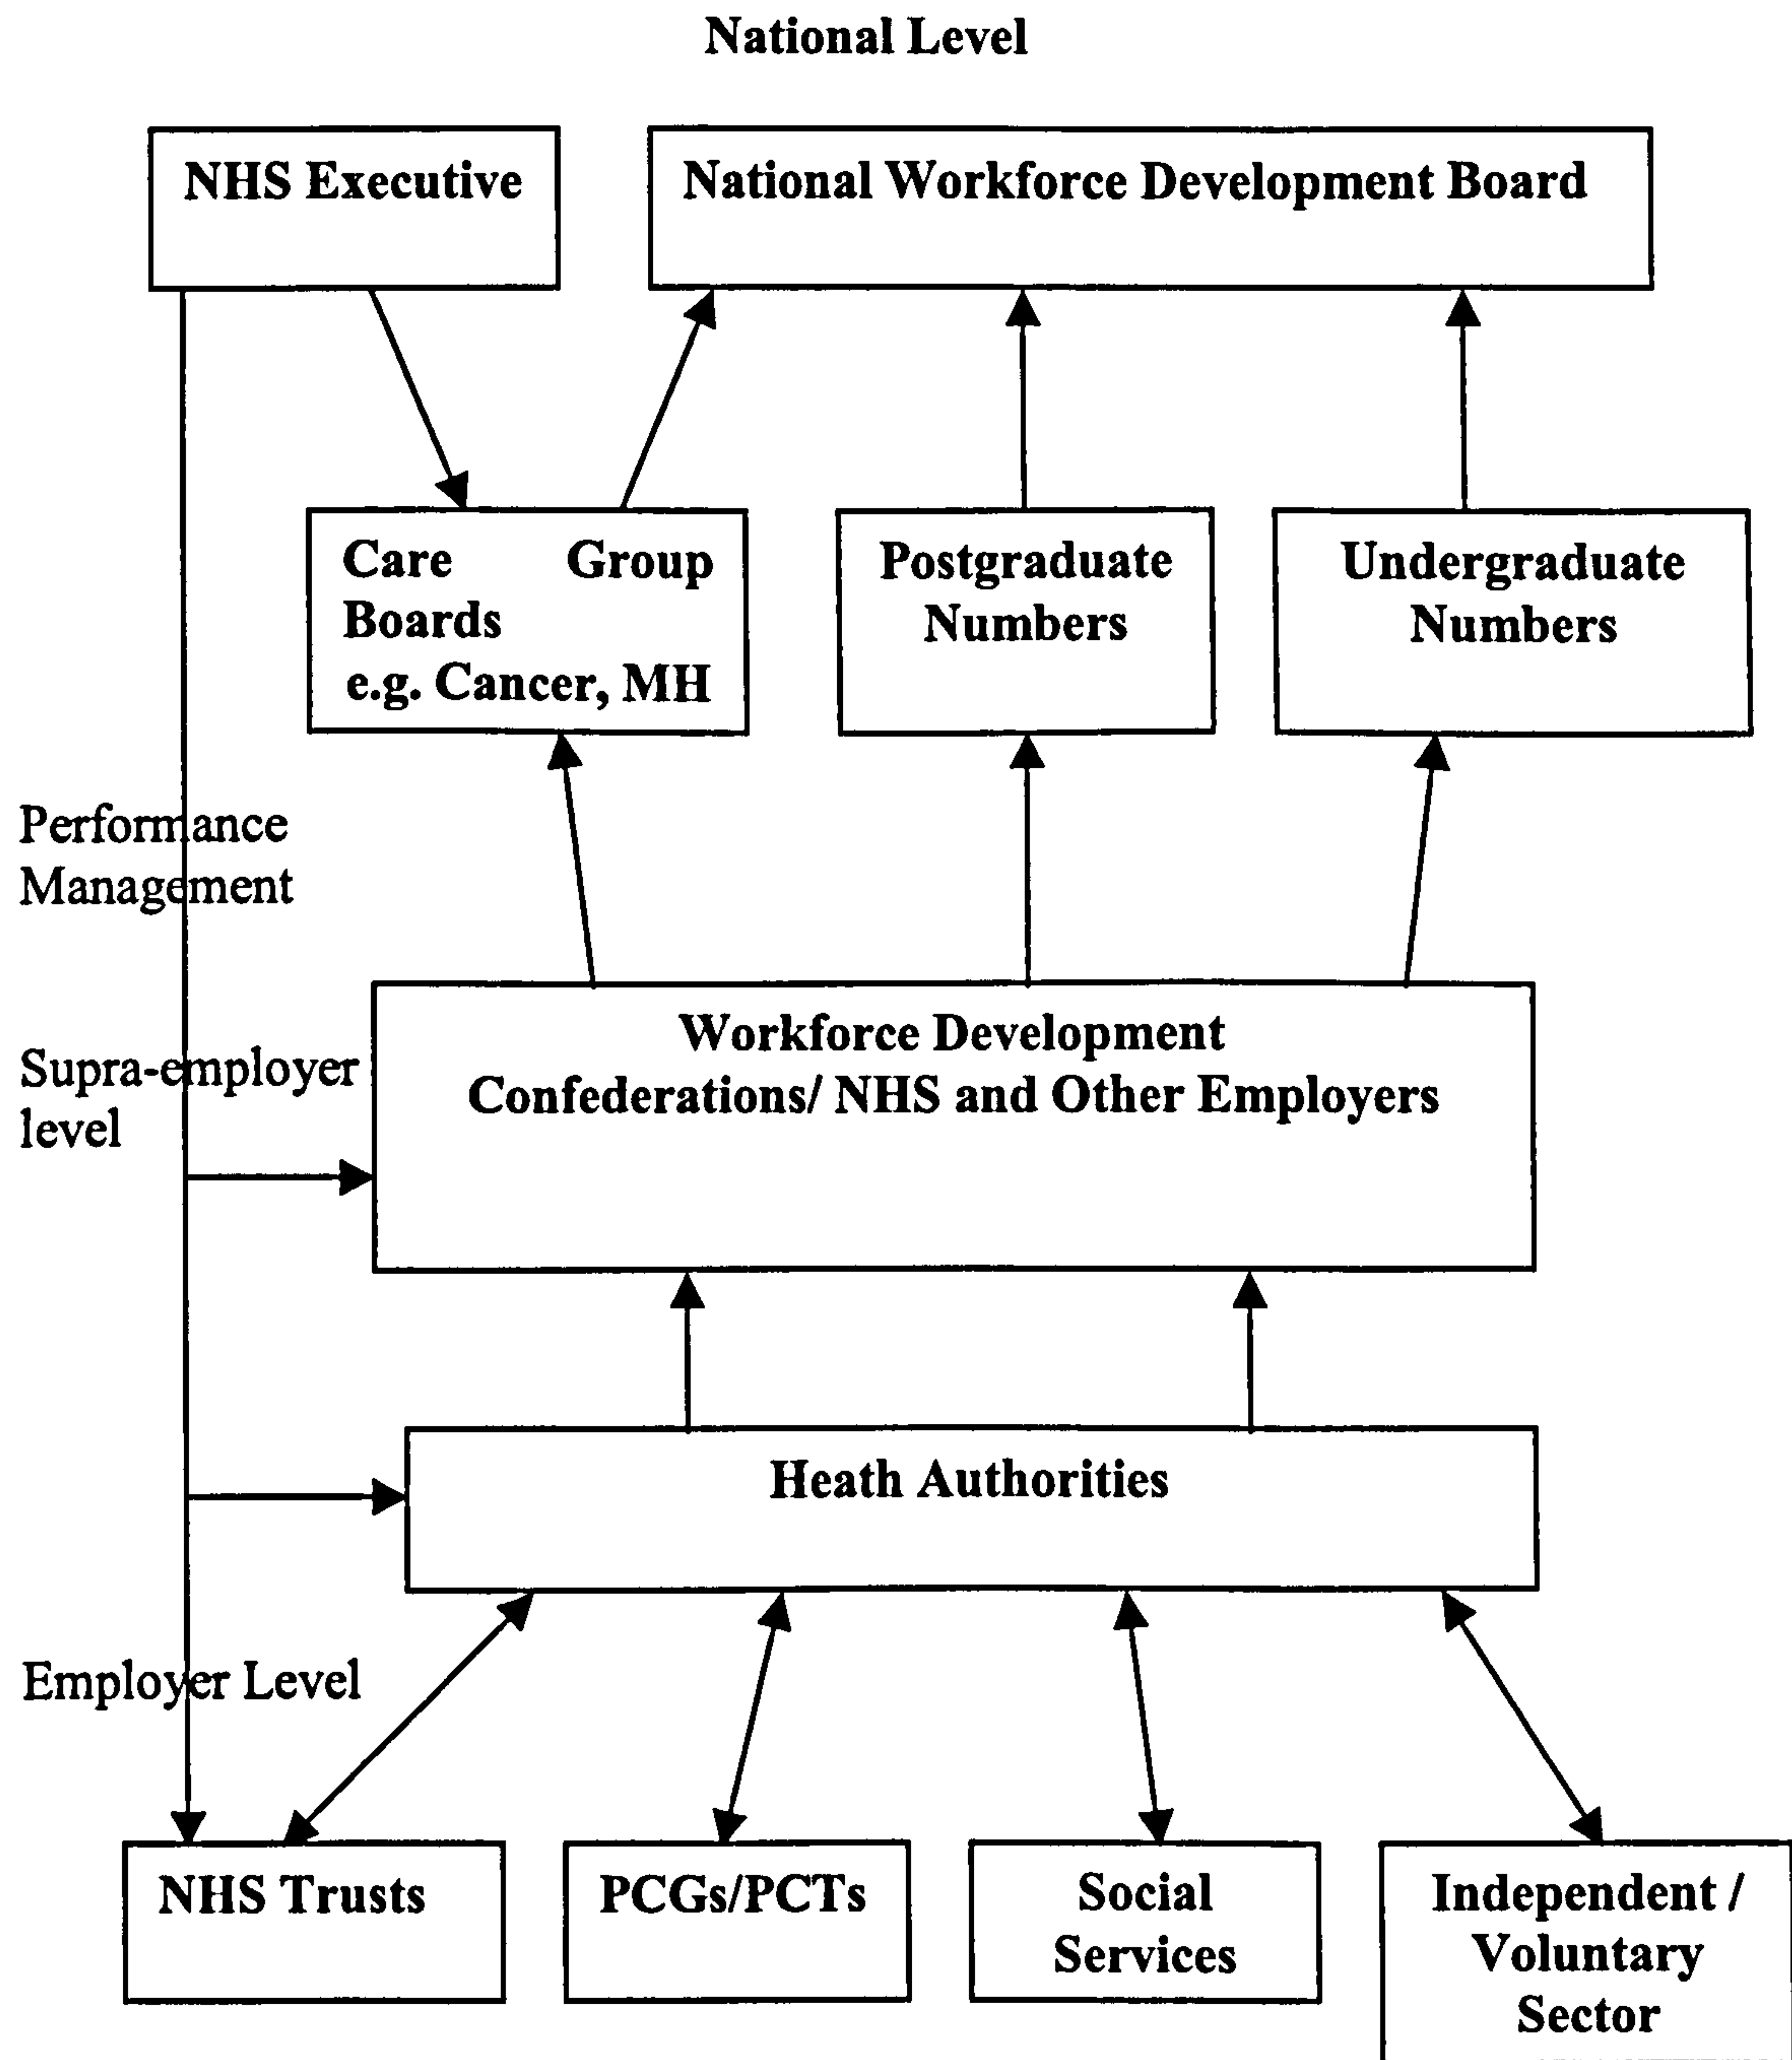 National Level
NHS Executive
National Workforce Development Board
Care Group
Boards
e.g. Cancer, MH
Postgraduate
Numbers
Undergraduate
Numbers
Performance
Management
Supra-employer
level
Workforce Development
Confederations/ NHS and Other Employers
Heath Authorities
Employer Level
NHS Trusts
PCGs/PCTs
Social
Services
Independent /
Voluntary
Sector